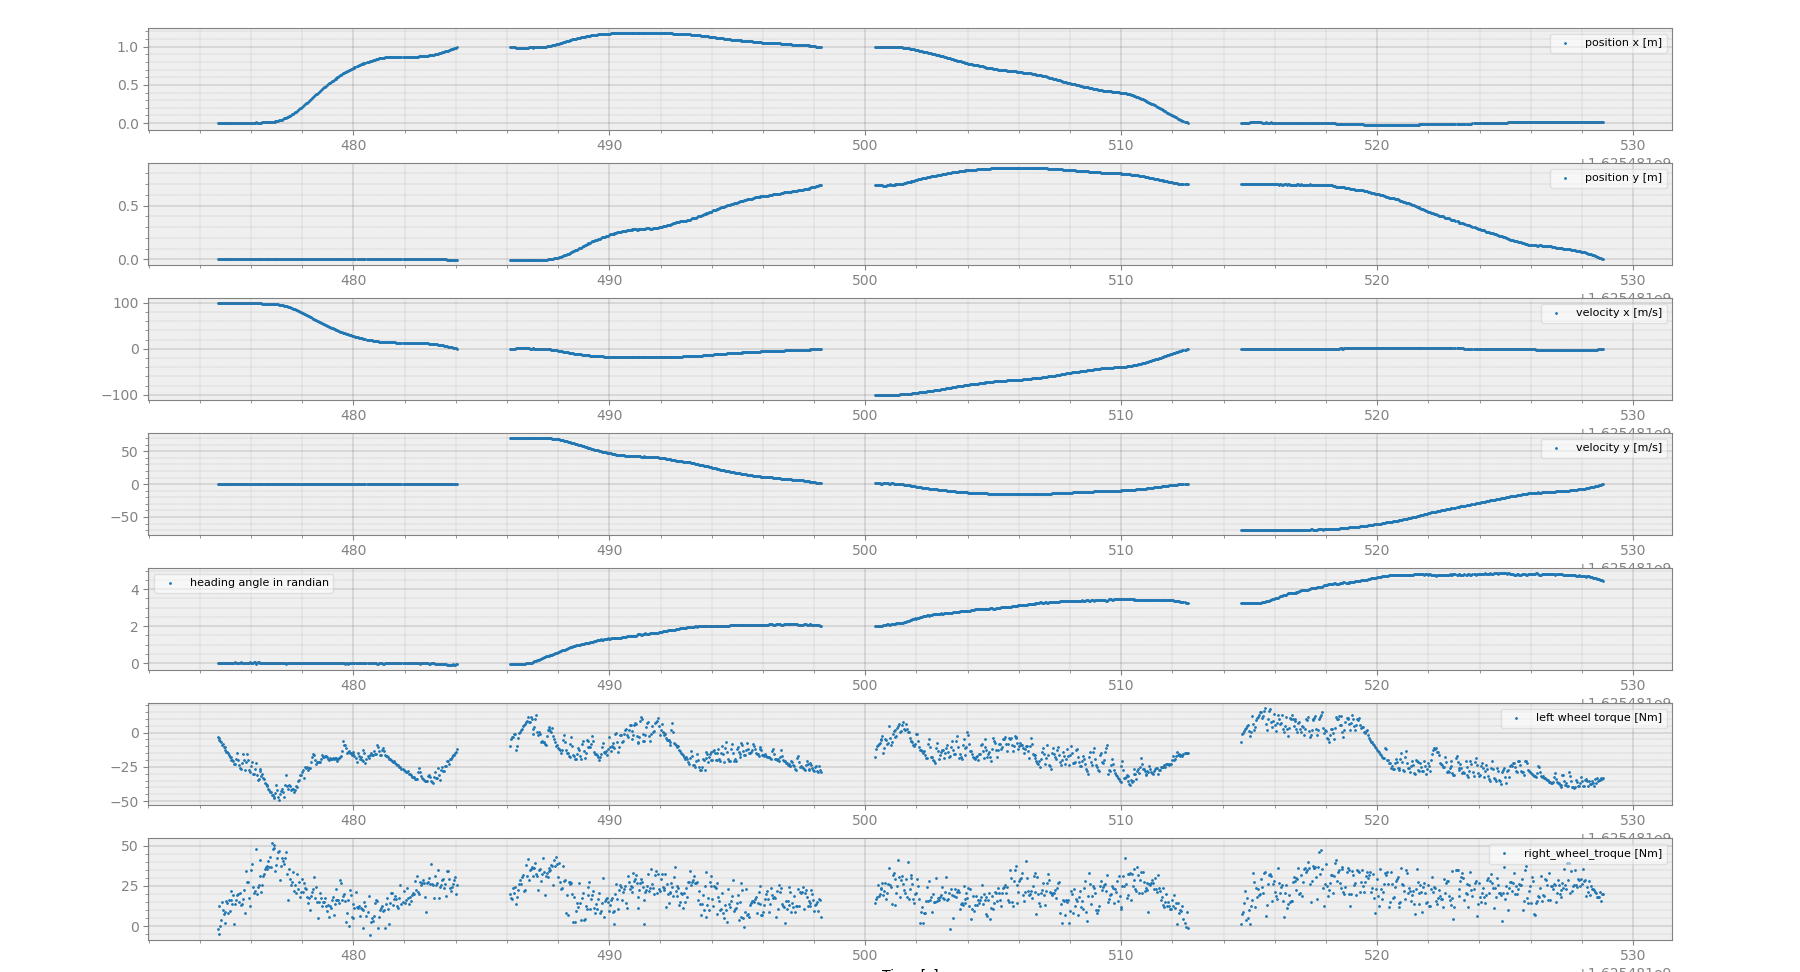 1.0
0.5
0.0
position x [m]
480 490 500 510 520 530
0.5
0.0
position y [m]
480 490 500 510 520 530
100
0
−100
velocity x [m/s]
480 490 500 510 520 530
50
0
−50
velocity y [m/s]
480 490 500 510 520 530
4
2
0
heading angle in randian
480 490 500 510 520 530
0
−25
−50
left wheel torque [Nm]
480 490 500 510 520 530
50
25
0
right_wheel_troque [Nm]
480 490 500 510 520 530